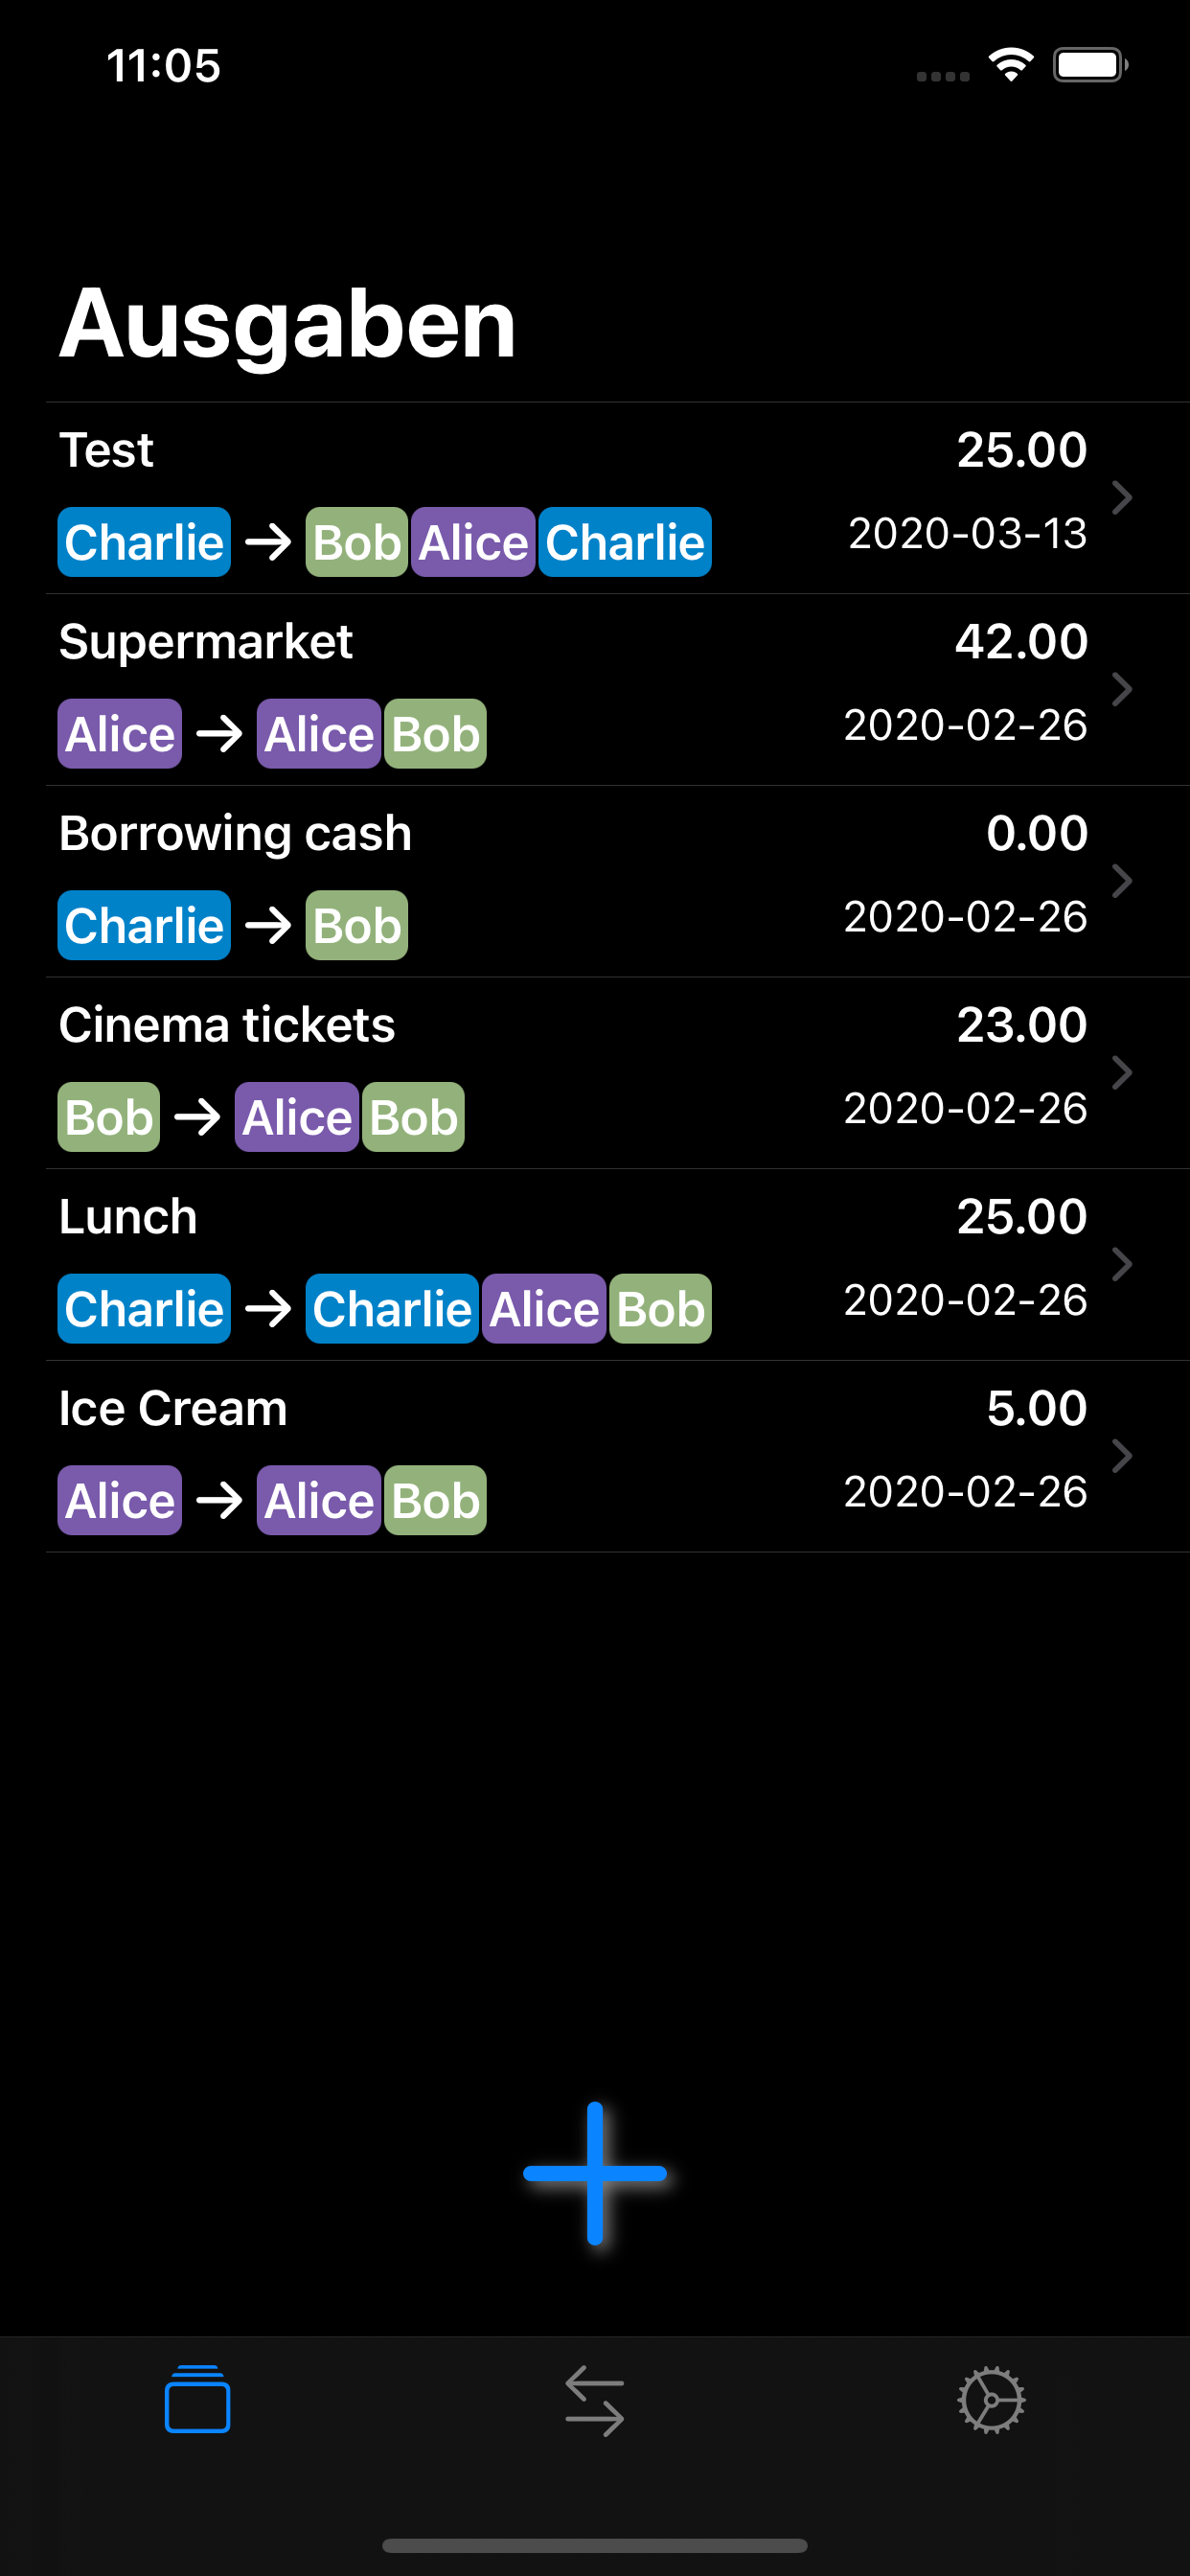 11:05
Ausgaben
Test 25.00
Charlie → Bob Alice Charlie 2020-03-13
Supermarket 42.00
Alice → Alice Bob 2020-02-26
Borrowing cash 0.00
Charlie → Bob 2020-02-26
Cinema tickets 23.00
Bob → Alice Bob 2020-02-26
Lunch 25.00
Charlie → Charlie Alice Bob 2020-02-26
Ice Cream 5.00
Alice → Alice Bob 2020-02-26